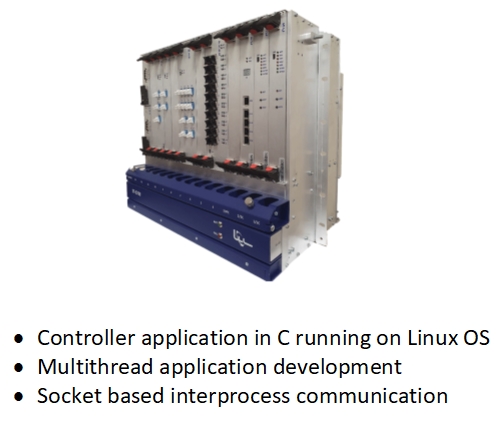 Controller application in C running on Linux OS
Multithread application development
Socket based interprocess communication